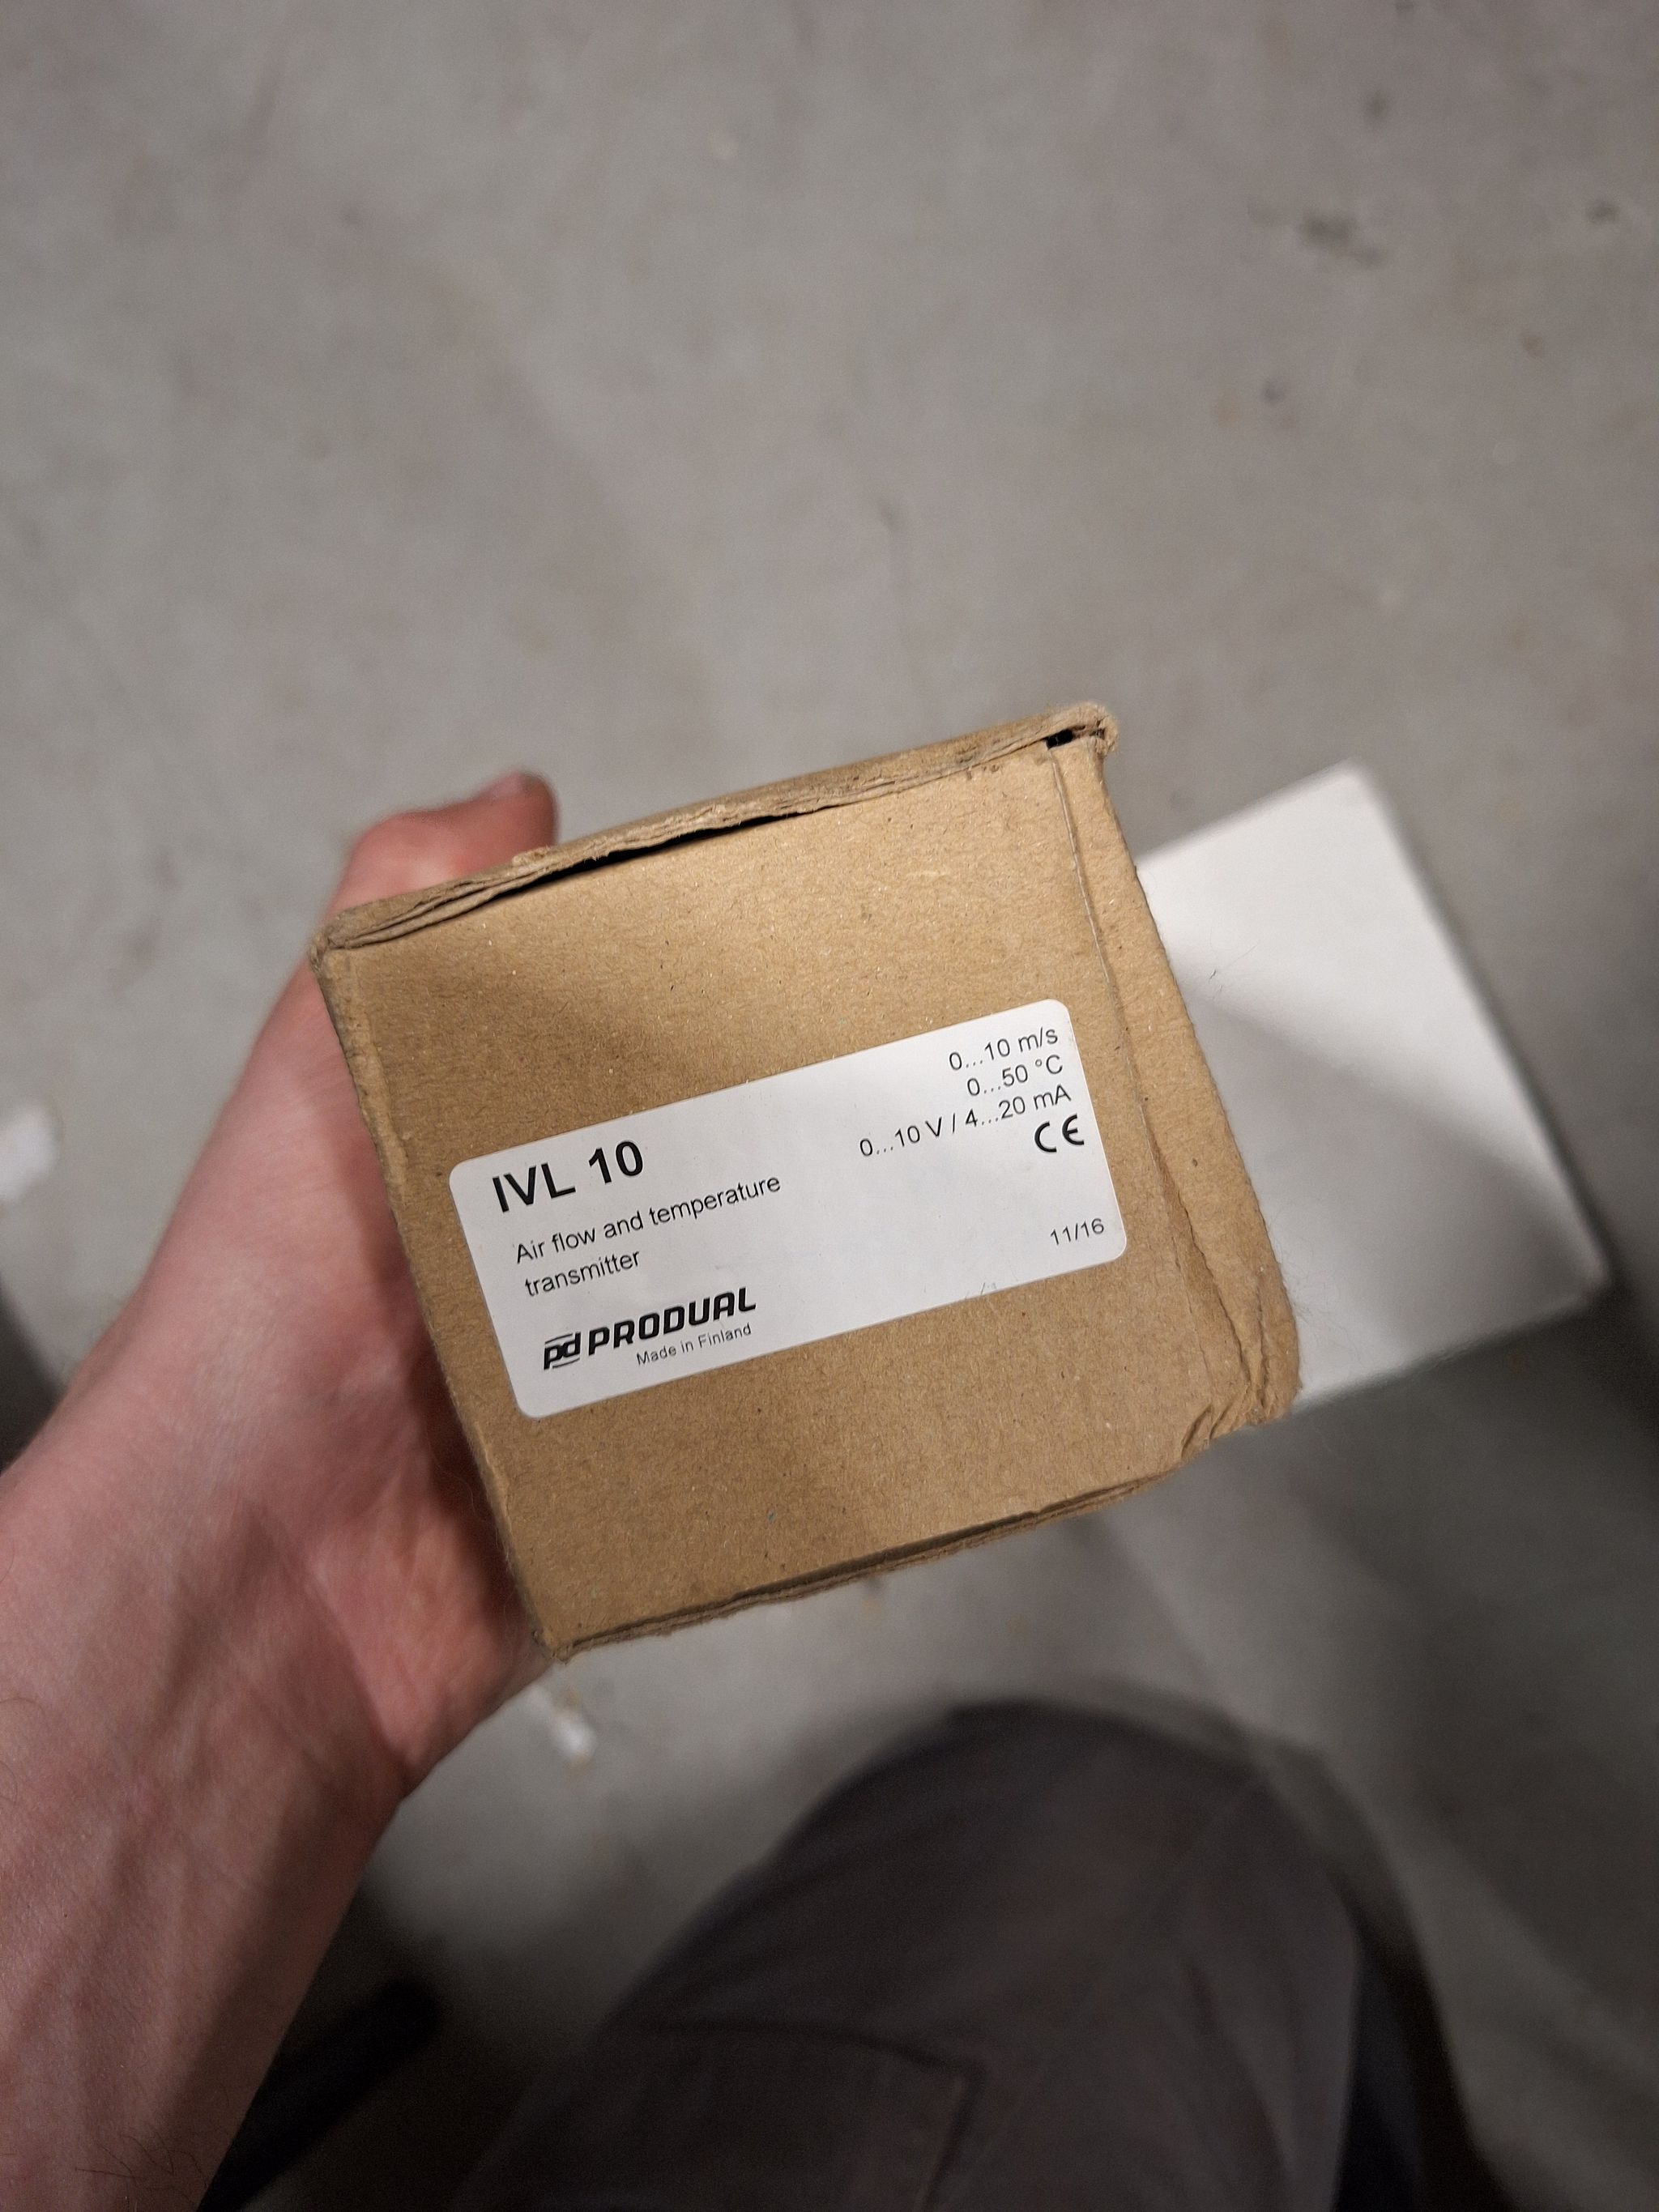 IVL 10
Air flow and temperature
transmitter
pd PRODUAL
Made in Finland
0...10 m/s
0...50 °C
0...10 V / 4...20 mA
CE
11/16